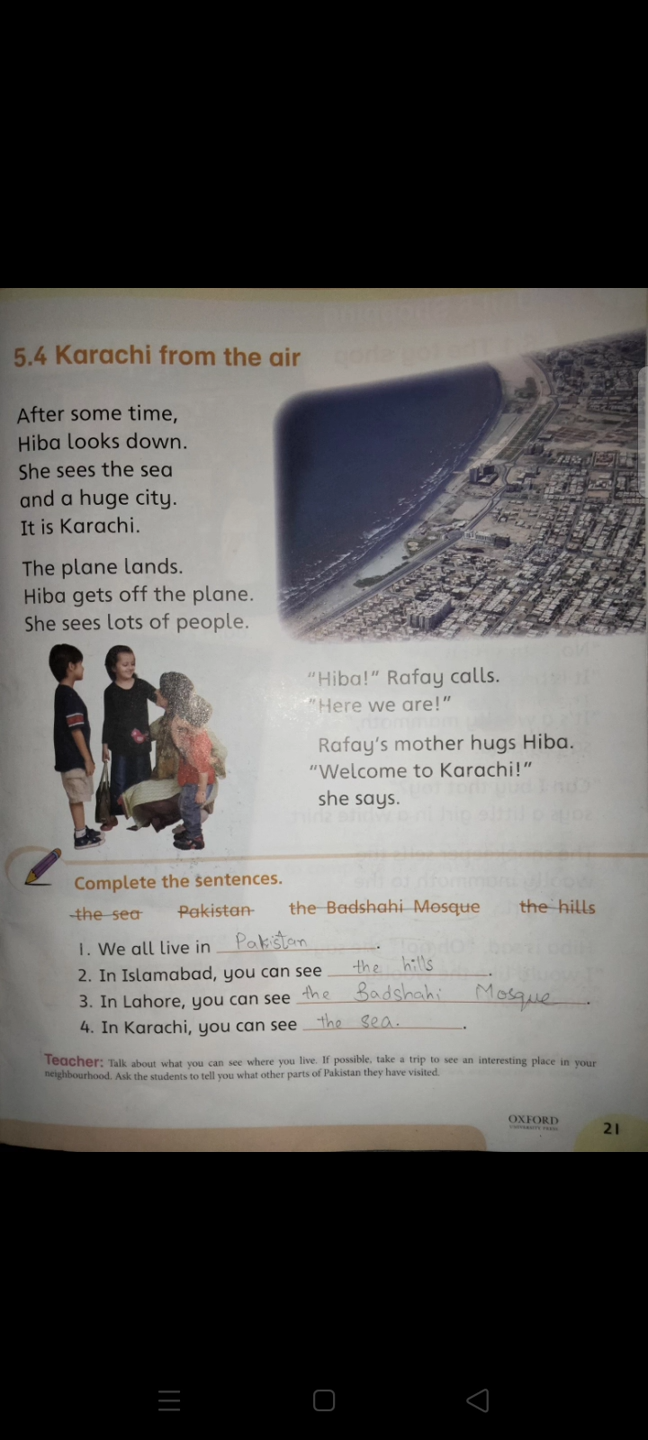 5.4 Karachi from the air
After some time,
Hiba looks down.
She sees the sea
and a huge city.
It is Karachi.
The plane lands.
Hiba gets off the plane.
She sees lots of people.
"Hiba!" Rafay calls.
"Here we are!"
Rafay's mother hugs Hiba.
"Welcome to Karachi!"
she says.
Complete the sentences.
the sea Pakistan the Badshahi Mosque the hills
1. We all live in Pakistan.
2. In Islamabad, you can see the hills.
3. In Lahore, you can see the Badshahi Mosque.
4. In Karachi, you can see the sea..
Teacher: Talk about what you can see where you live. If possible, take a trip to see an interesting place in your
neighbourhood. Ask the students to tell you what other parts of Pakistan they have visited.
OXFORD
UNIVERSITY PRESS
21